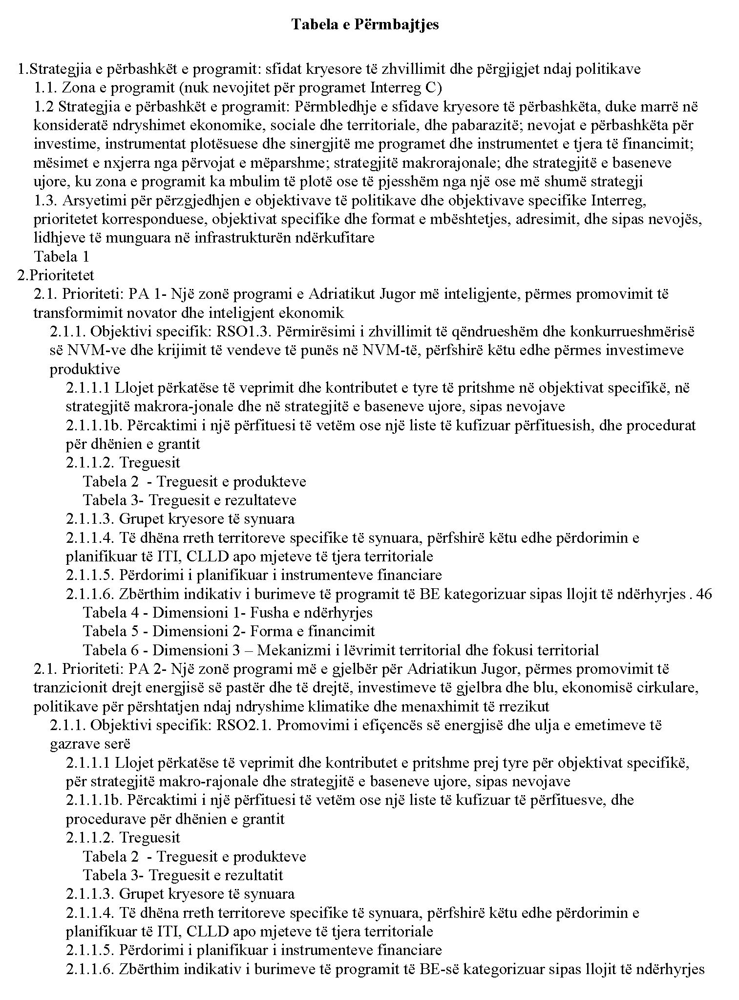 Tabela e Përmbajtjes
1.Strategjia e përbashkët e programit: sfidat kryesore të zhvillimit dhe përgjigjet ndaj politikave
1.1. Zona e programit (nuk nevojitet për programet Interreg C)
1.2 Strategjia e përbashkët e programit: Përmbledhje e sfidave kryesore të përbashkëta, duke marrë në
konsideratë ndryshimet ekonomike, sociale dhe territoriale, dhe pabarazitë; nevojat e përbashkëta për
investime, instrumentat plotësuese dhe sinergjitë me programet dhe instrumentet e tjera të financimit;
mësimet e nxjerra nga përvojat e mëparshme; strategjitë makrorajonale; dhe strategjitë e baseneve
ujore, ku zona e programit ka mbulim të plotë ose të pjesshëm nga një ose më shumë strategji
1.3. Arsyetimi për përzgjedhjen e objektivave të politikave dhe objektivave specifike Interreg,
prioritetet korresponduese, objektivat specifike dhe format e mbështetjes, adresimit, dhe sipas nevojës,
lidhjeve të munguara në infrastrukturën ndërkufitare
Tabela 1
2.Prioritetet
2.1. Prioriteti: PA 1- Një zonë programi e Adriatikut Jugor më inteligjente, përmes promovimit të
transformimit novator dhe inteligjent ekonomik
2.1.1. Objektivi specifik: RSO1.3. Përmirësimi i zhvillimit të qëndrueshëm dhe konkurrueshmërisë
së NVM-ve dhe krijimit të vendeve të punës në NVM-të, përfshirë këtu edhe përmes investimeve
produktive
2.1.1.1 Llojet përkatëse të veprimit dhe kontributet e tyre të pritshme në objektivat specifikë, në
strategjitë makrora-jonale dhe në strategjitë e baseneve ujore, sipas nevojave
2.1.1.1b. Përcaktimi i një përfituesi të vetëm ose një liste të kufizuar përfituesish, dhe procedurat
për dhënien e grantit
2.1.1.2. Treguesit
Tabela 2  - Treguesit e produkteve
Tabela 3- Treguesit e rezultateve
2.1.1.3. Grupet kryesore të synuara
2.1.1.4. Të dhëna rreth territoreve specifike të synuara, përfshirë këtu edhe përdorimin e
planifikuar të ITI, CLLD apo mjeteve të tjera territoriale
2.1.1.5. Përdorimi i planifikuar i instrumenteve financiare
2.1.1.6. Zbërthim indikativ i burimeve të programit të BE kategorizuar sipas llojit të ndërhyrjes . 46
Tabela 4 - Dimensioni 1- Fusha e ndërhyrjes
Tabela 5 - Dimensioni 2- Forma e financimit
Tabela 6 - Dimensioni 3 – Mekanizmi i lëvrimit territorial dhe fokusi territorial
2.1. Prioriteti: PA 2- Një zonë programi më e gjelbër për Adriatikun Jugor, përmes promovimit të
tranzicionit drejt energjisë së pastër dhe të drejtë, investimeve të gjelbra dhe blu, ekonomisë cirkulare,
politikave për përshtatjen ndaj ndryshime klimatike dhe menaxhimit të rrezikut
2.1.1. Objektivi specifik: RSO2.1. Promovimi i efiçencës së energjisë dhe ulja e emetimeve të
gazrave serë
2.1.1.1 Llojet përkatëse të veprimit dhe kontributet e pritshme prej tyre për objektivat specifikë,
për strategjitë makro-rajonale dhe strategjitë e baseneve ujore, sipas nevojave
2.1.1.1b. Përcaktimi i një përfituesi të vetëm ose një liste të kufizuar të përfituesve, dhe
procedurave për dhënien e grantit
2.1.1.2. Treguesit
Tabela 2  - Treguesit e produkteve
Tabela 3- Treguesit e rezultatit
2.1.1.3. Grupet kryesore të synuara
2.1.1.4. Të dhëna rreth territoreve specifike të synuara, përfshirë këtu edhe përdorimin e
planifikuar të ITI, CLLD apo mjeteve të tjera territoriale
2.1.1.5. Përdorimi i planifikuar i instrumenteve financiare
2.1.1.6. Zbërthim indikativ i burimeve të programit të BE-së kategorizuar sipas llojit të ndërhyrjes